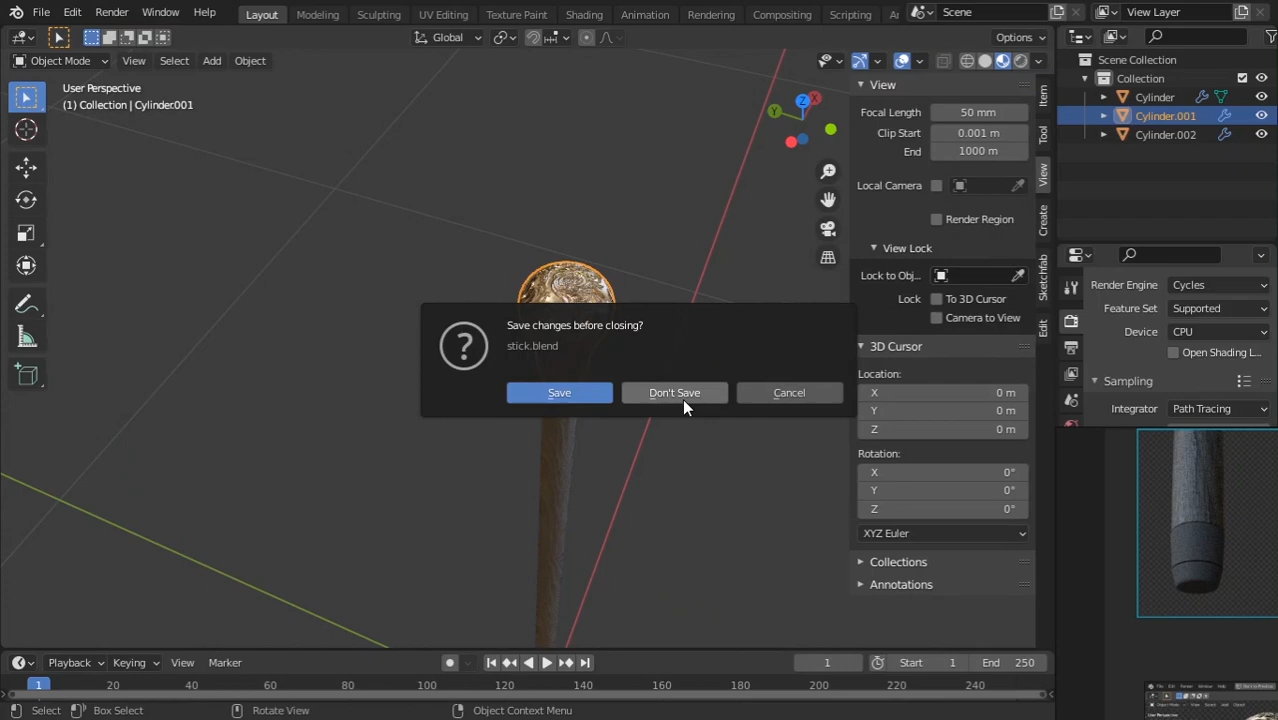 File Edit Render Window Help Layout Modeling Sculpting UV Editing Texture Paint Shading Animation Rendering Compositing Scripting Scene View Layer
Global Options
Object Mode View Select Add Object
User Perspective
(1) Collection | Cylinder.001
Z
X
Y
View
Focal Length 50 mm
Clip Start 0.001 m
End 1000 m
Local Camera
Render Region
View Lock
Lock to Obj...
Lock To 3D Cursor
Camera to View
3D Cursor
Location:
X 0 m
Y 0 m
Z 0 m
Rotation:
X 0°
Y 0°
Z 0°
XYZ Euler
Collections
Annotations
Item
Tool
View
Create
Sketchfab
Edit
Scene Collection
Collection
Cylinder
Cylinder.001
Cylinder.002
Render Engine Cycles
Feature Set Supported
Device CPU
Open Shading L...
Sampling
Integrator Path Tracing
Save changes before closing?
stick.blend
Save Don't Save Cancel
Playback Keying View Marker 1 Start 1 End 250
1 20 40 60 80 100 120 140 160 180 200 220 240
Select Box Select Rotate View Object Context Menu